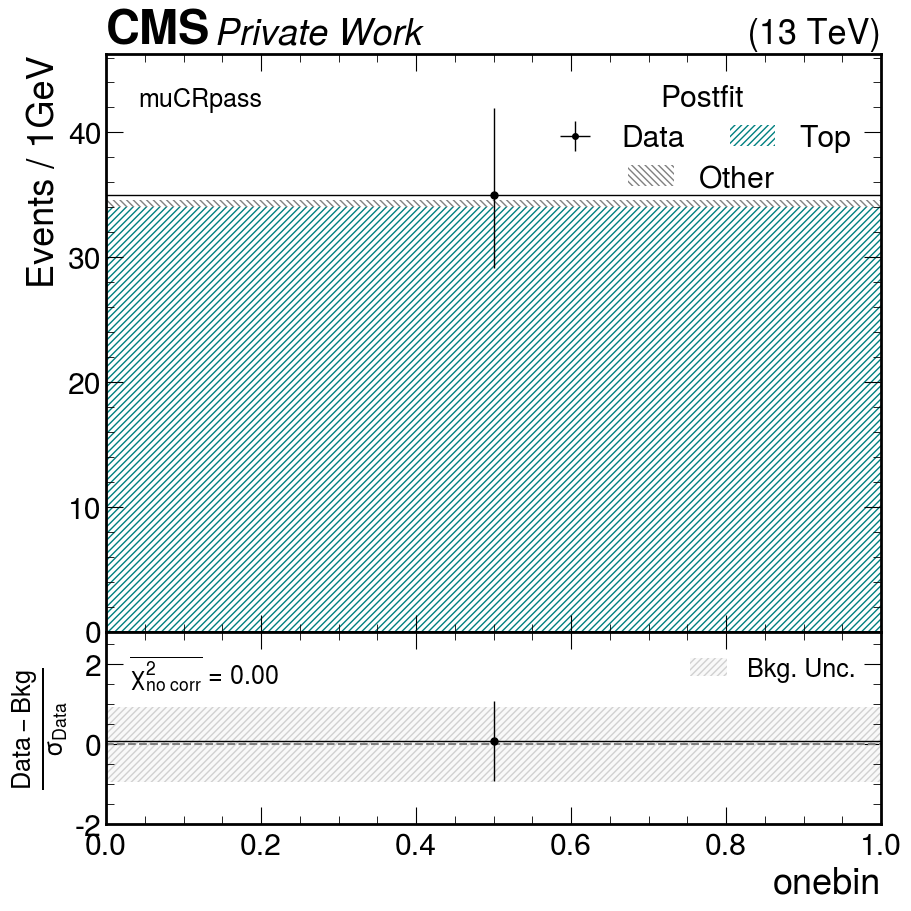 CMS Private Work (13 TeV)
Events / 1GeV
muCRpass
Postfit
Data Top
Other
40
30
20
10
0
Data – Bkg
σData
χ²no corr = 0.00
Bkg. Unc.
2
0
-2
0.0 0.2 0.4 0.6 0.8 1.0
onebin